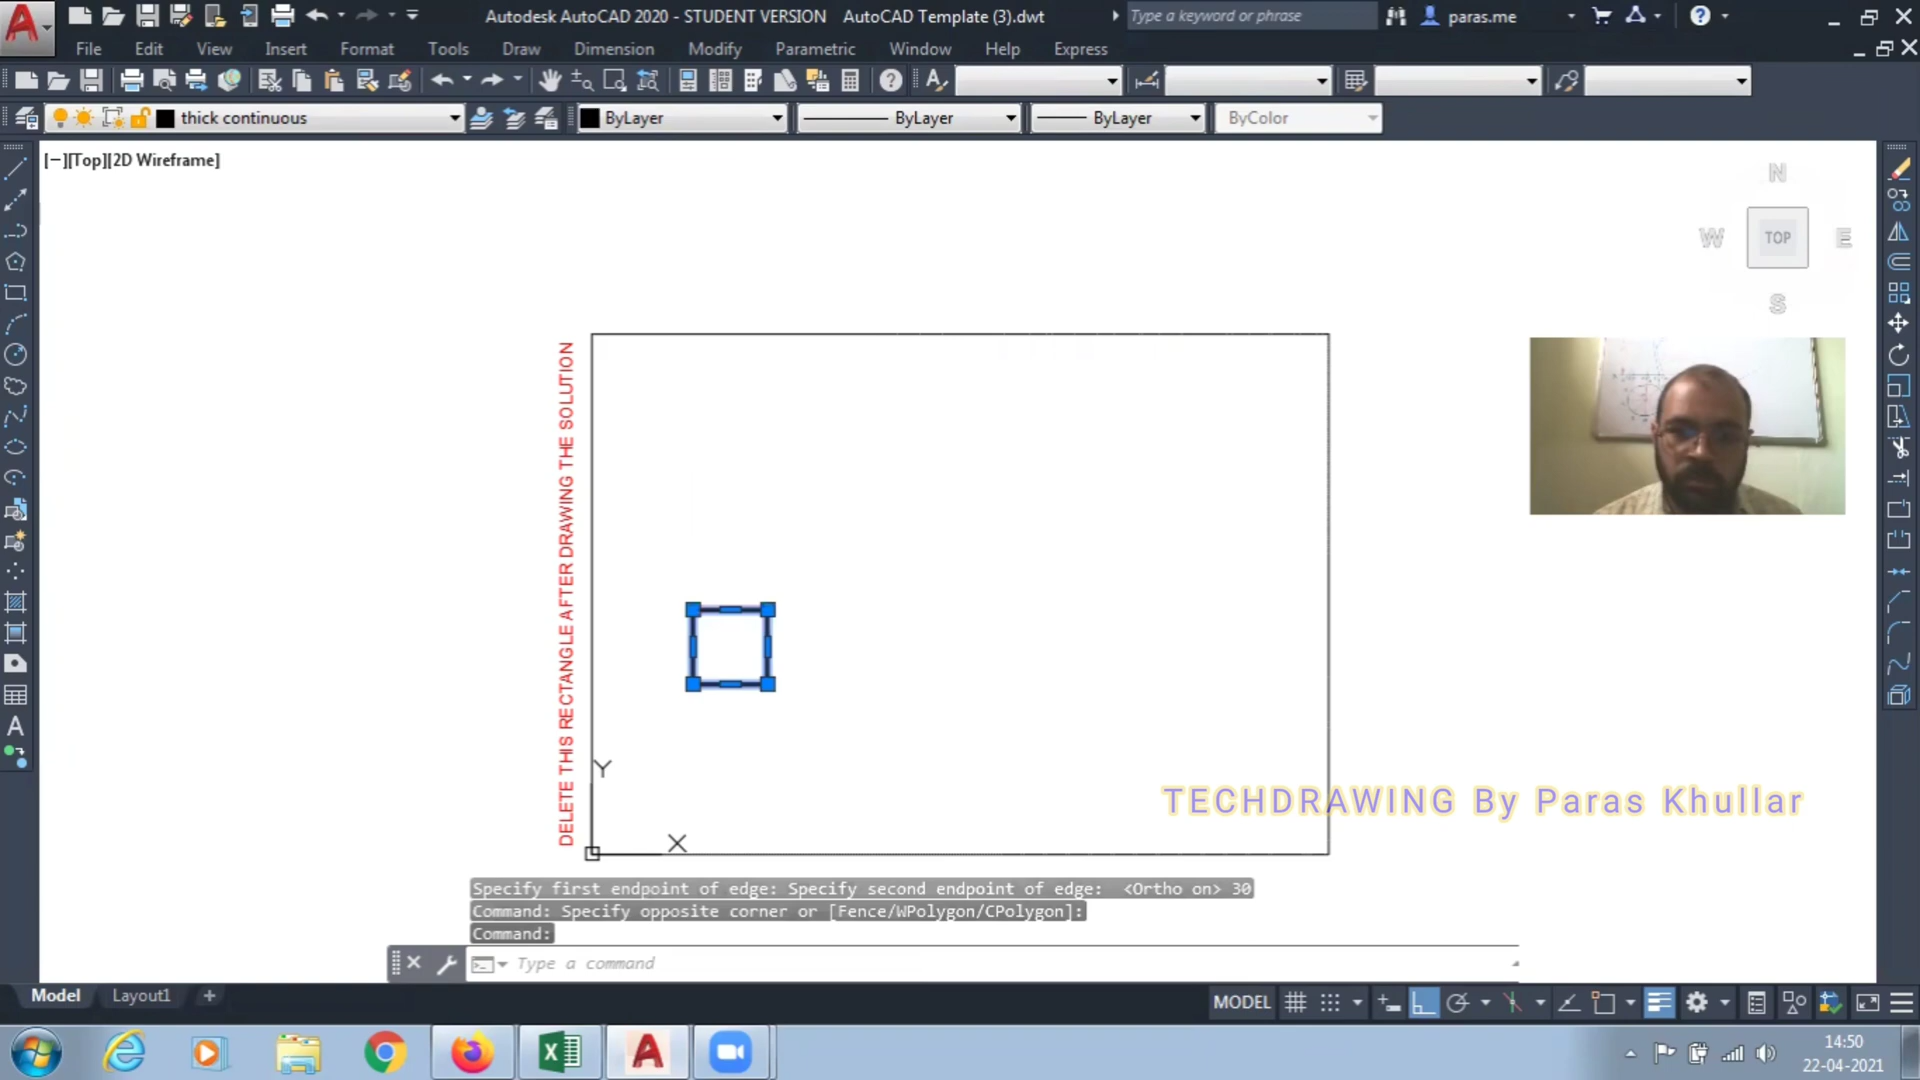 Autodesk AutoCAD 2020 - STUDENT VERSION AutoCAD Template (3).dwt
Type a keyword or phrase
paras.me
File Edit View Insert Format Tools Draw Dimension Modify Parametric Window Help Express
thick continuous
ByLayer
ByLayer
ByLayer
ByColor
[−][Top][2D Wireframe]
N
W TOP E
S
DELETE THIS RECTANGLE AFTER DRAWING THE SOLUTION
Y
X
TECHDRAWING By Paras Khullar
Specify first endpoint of edge: Specify second endpoint of edge: <Ortho on> 30
Command: Specify opposite corner or [Fence/WPolygon/CPolygon]:
Command:
Type a command
Model Layout1 +
MODEL
14:50
22-04-2021